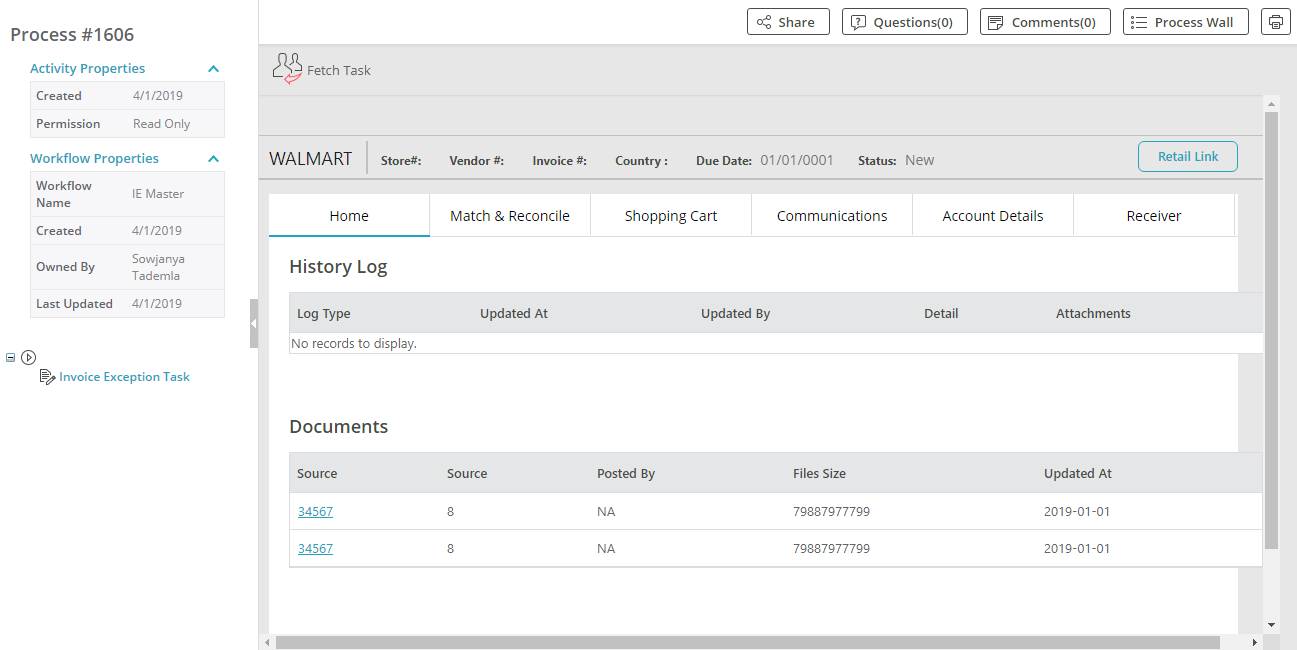 Process #1606
Activity Properties
Created 4/1/2019
Permission Read Only
Workflow Properties
Workflow Name IE Master
Created 4/1/2019
Owned By Sowjanya Tademla
Last Updated 4/1/2019
Invoice Exception Task
Share Questions(0) Comments(0) Process Wall
Fetch Task
WALMART Store#: Vendor #: Invoice #: Country : Due Date: 01/01/0001 Status: New Retail Link
Home Match & Reconcile Shopping Cart Communications Account Details Receiver
History Log
Log Type Updated At Updated By Detail Attachments
No records to display.
Documents
Source Source Posted By Files Size Updated At
34567 8 NA 79887977799 2019-01-01
34567 8 NA 79887977799 2019-01-01